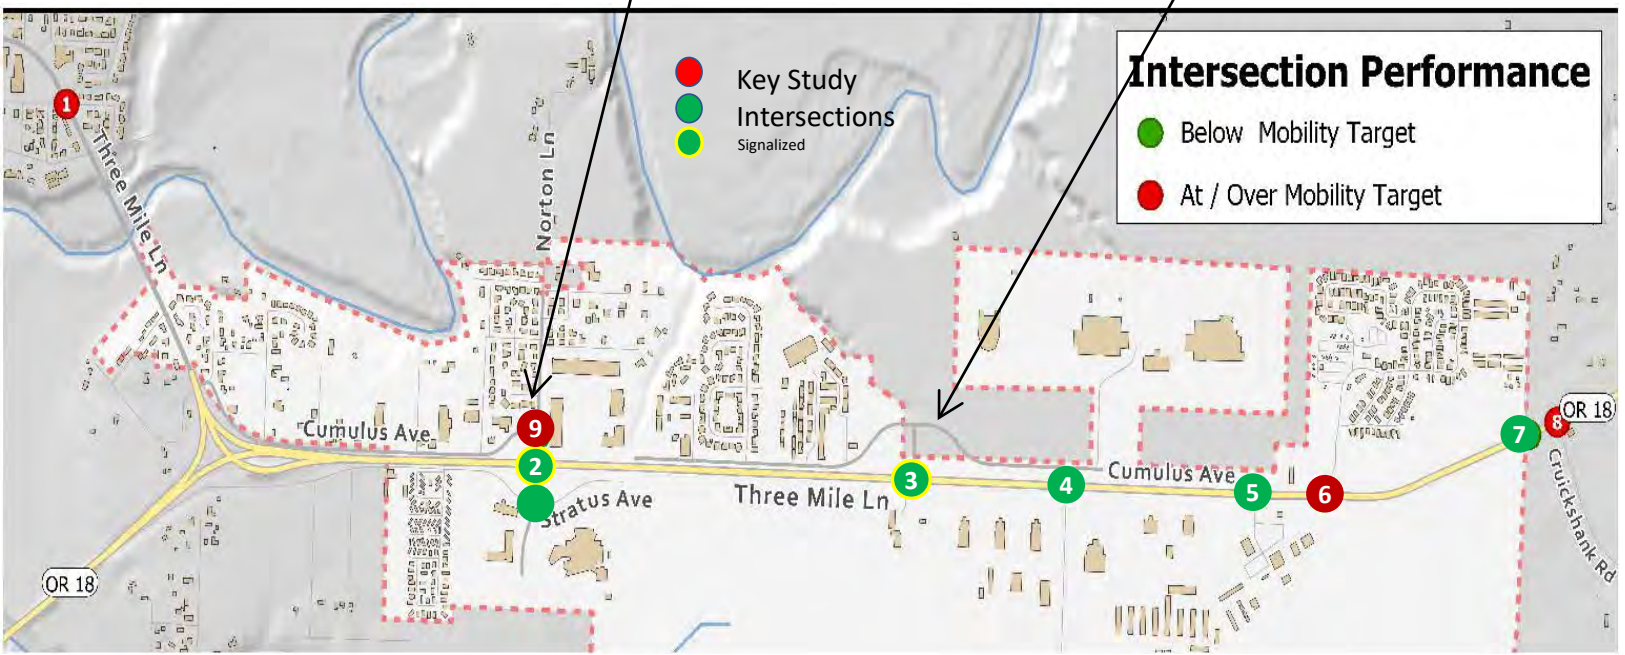 Key Study
Intersections
Signalized
Intersection Performance
Below Mobility Target
At / Over Mobility Target
1
Three Mile Ln
Norton Ln
Cumulus Ave
9
2
Stratus Ave
Three Mile Ln
3
4
Cumulus Ave
5
6
7
8
OR 18
Cruickshank Rd
OR 18